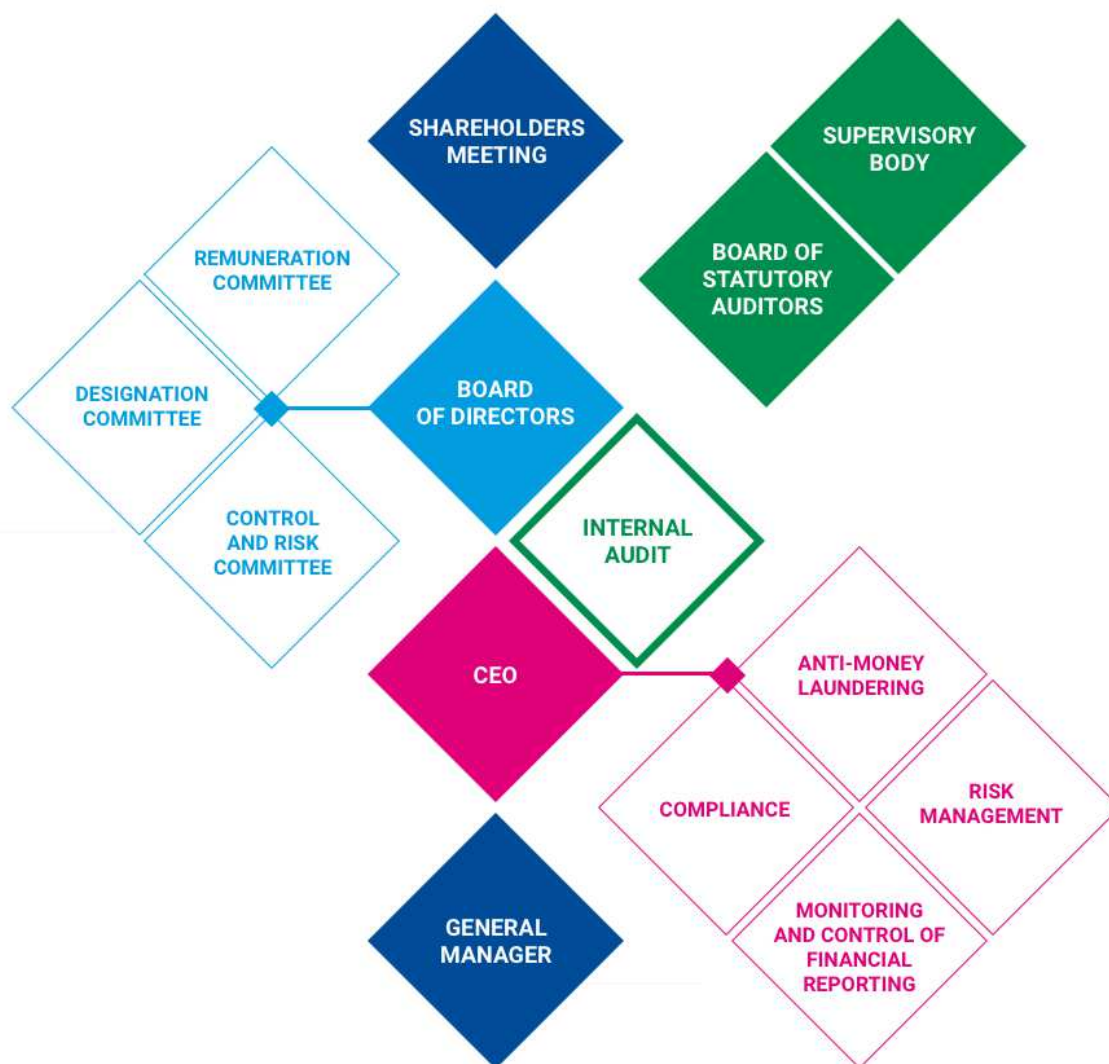 SHAREHOLDERS
MEETING
SUPERVISORY
BODY
REMUNERATION
COMMITTEE
BOARD OF
STATUTORY
AUDITORS
DESIGNATION
COMMITTEE
BOARD
OF DIRECTORS
CONTROL
AND RISK
COMMITTEE
INTERNAL
AUDIT
CEO
ANTI-MONEY
LAUNDERING
COMPLIANCE
RISK
MANAGEMENT
GENERAL
MANAGER
MONITORING
AND CONTROL OF
FINANCIAL
REPORTING